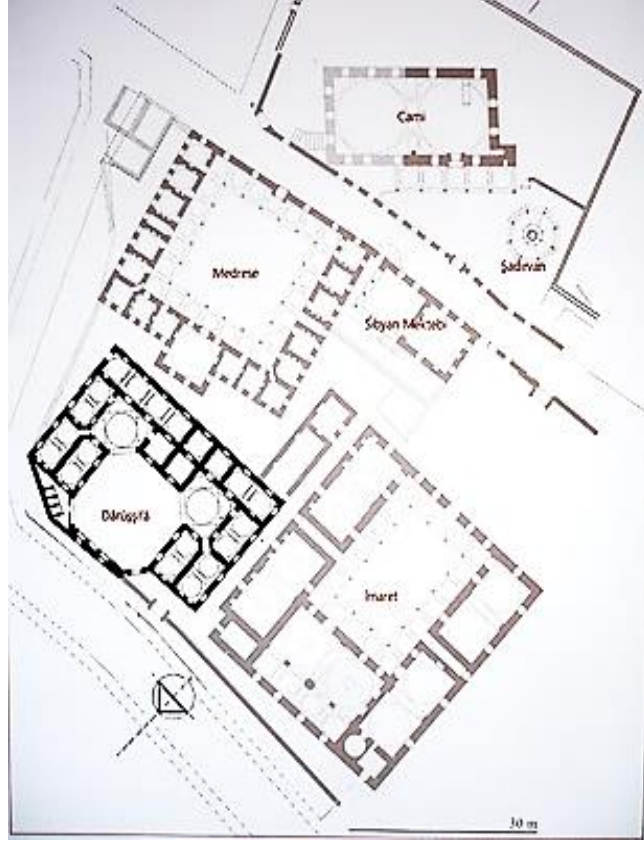 Cami
Şadırvan
Medrese
Sıbyan Mektebi
Dârüşşifâ
İmaret
30 m